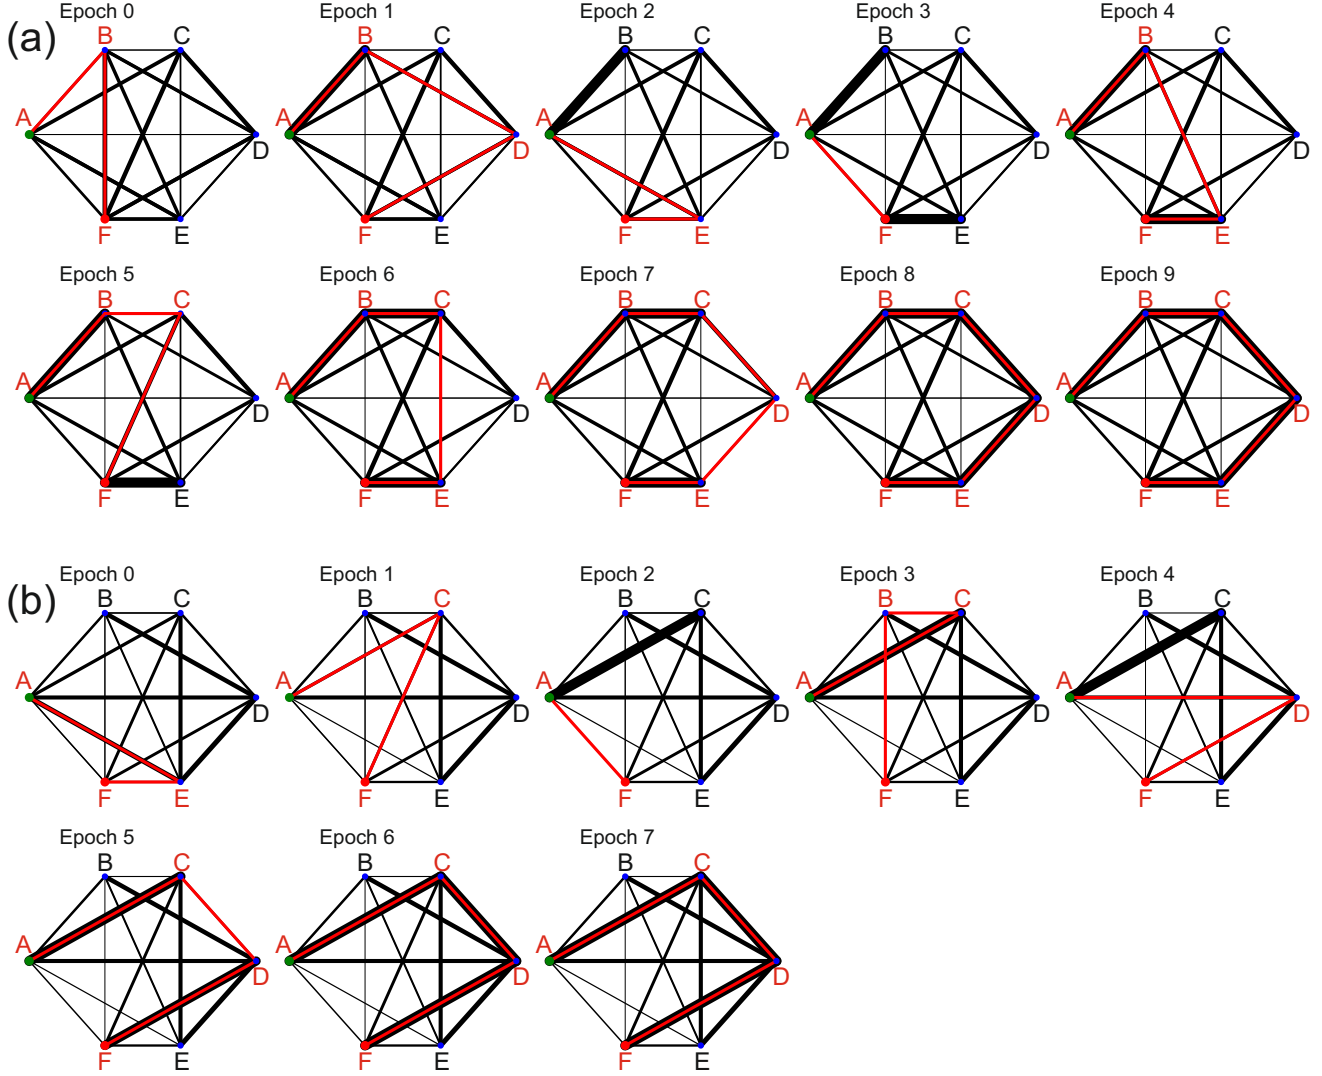 (a)
Epoch 0 Epoch 1 Epoch 2 Epoch 3 Epoch 4
B C B C B C B C B C
A A A A A
D D D D D
F E F E F E F E F E
Epoch 5 Epoch 6 Epoch 7 Epoch 8 Epoch 9
B C B C B C B C B C
A A A A A
D D D D D
F E F E F E F E F E
(b)
Epoch 0 Epoch 1 Epoch 2 Epoch 3 Epoch 4
B C B C B C B C B C
A A A A A
D D D D D
F E F E F E F E F E
Epoch 5 Epoch 6 Epoch 7
B C B C B C
A A A
D D D
F E F E F E